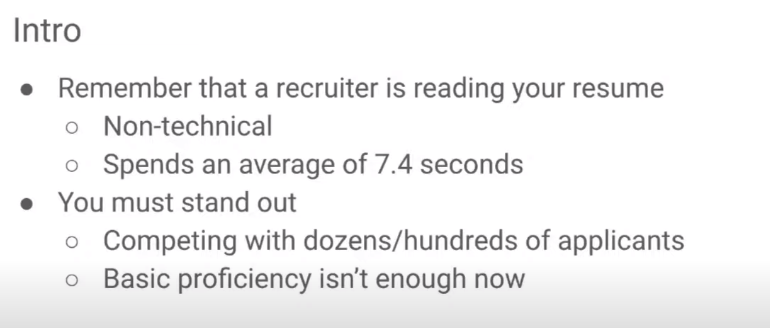 Intro
● Remember that a recruiter is reading your resume
○ Non-technical
○ Spends an average of 7.4 seconds
● You must stand out
○ Competing with dozens/hundreds of applicants
○ Basic proficiency isn’t enough now